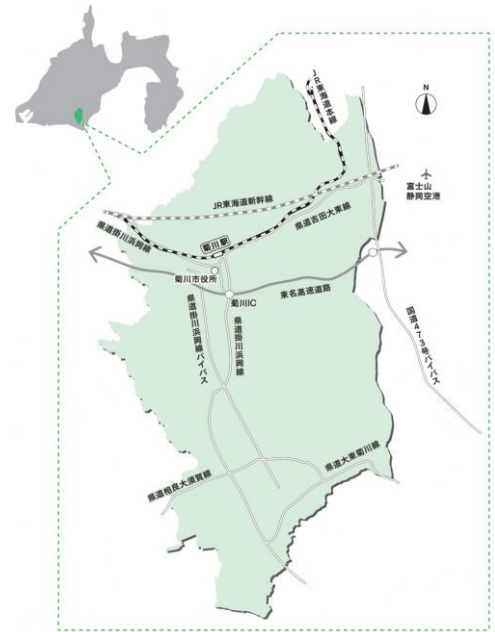 JR東海道本線
N
富士山
静岡空港
JR東海道新幹線
県道吉田大東線
県道掛川浜岡線
菊川駅
菊川市役所
東名高速道路
菊川IC
県道掛川浜岡線バイパス
県道掛川浜岡線
国道473号バイパス
県道大東菊川線
県道相良大須賀線